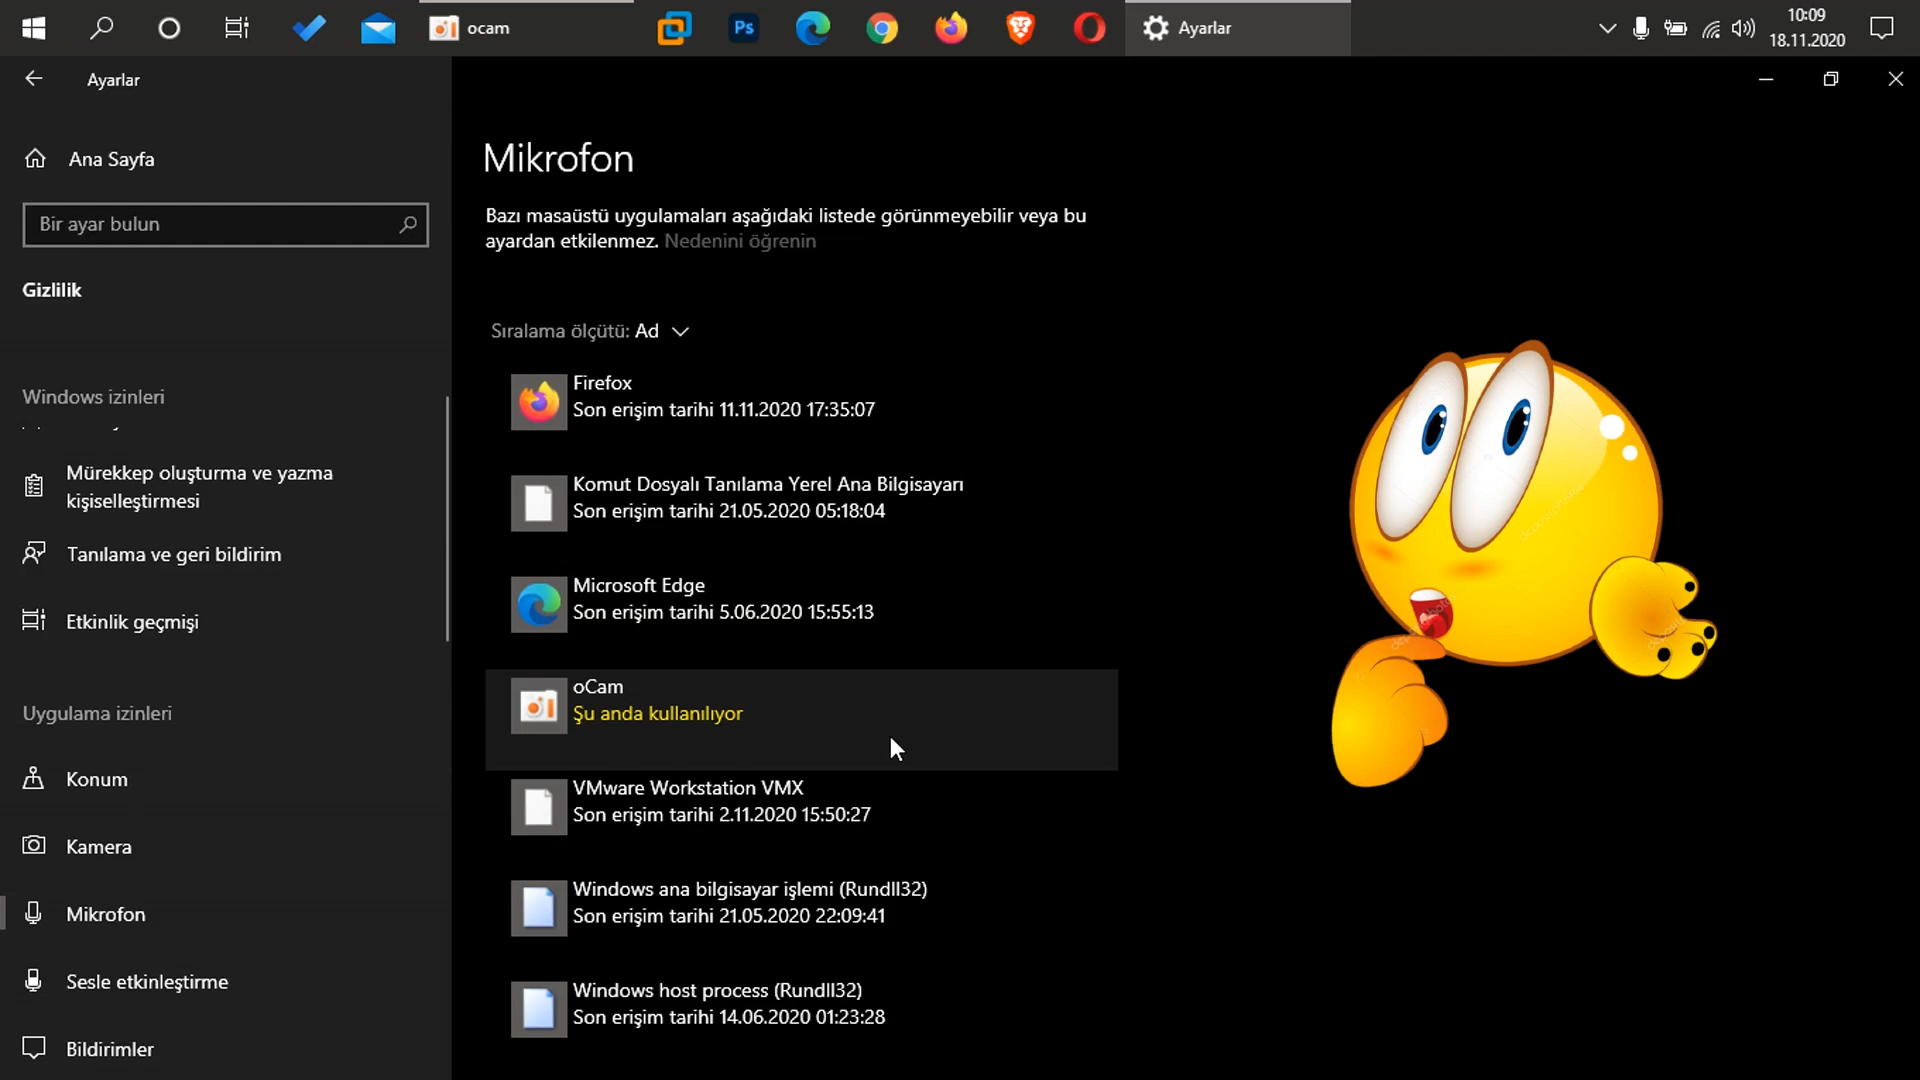 ocam
Ps
Ayarlar
10:09
18.11.2020
Ayarlar
Ana Sayfa
Bir ayar bulun
Gizlilik
Windows izinleri
Mürekkep oluşturma ve yazma
kişiselleştirmesi
Tanılama ve geri bildirim
Etkinlik geçmişi
Uygulama izinleri
Konum
Kamera
Mikrofon
Sesle etkinleştirme
Bildirimler
Mikrofon
Bazı masaüstü uygulamaları aşağıdaki listede görünmeyebilir veya bu
ayardan etkilenmez. Nedenini öğrenin
Sıralama ölçütü: Ad
Firefox
Son erişim tarihi 11.11.2020 17:35:07
Komut Dosyalı Tanılama Yerel Ana Bilgisayarı
Son erişim tarihi 21.05.2020 05:18:04
Microsoft Edge
Son erişim tarihi 5.06.2020 15:55:13
oCam
Şu anda kullanılıyor
VMware Workstation VMX
Son erişim tarihi 2.11.2020 15:50:27
Windows ana bilgisayar işlemi (Rundll32)
Son erişim tarihi 21.05.2020 22:09:41
Windows host process (Rundll32)
Son erişim tarihi 14.06.2020 01:23:28